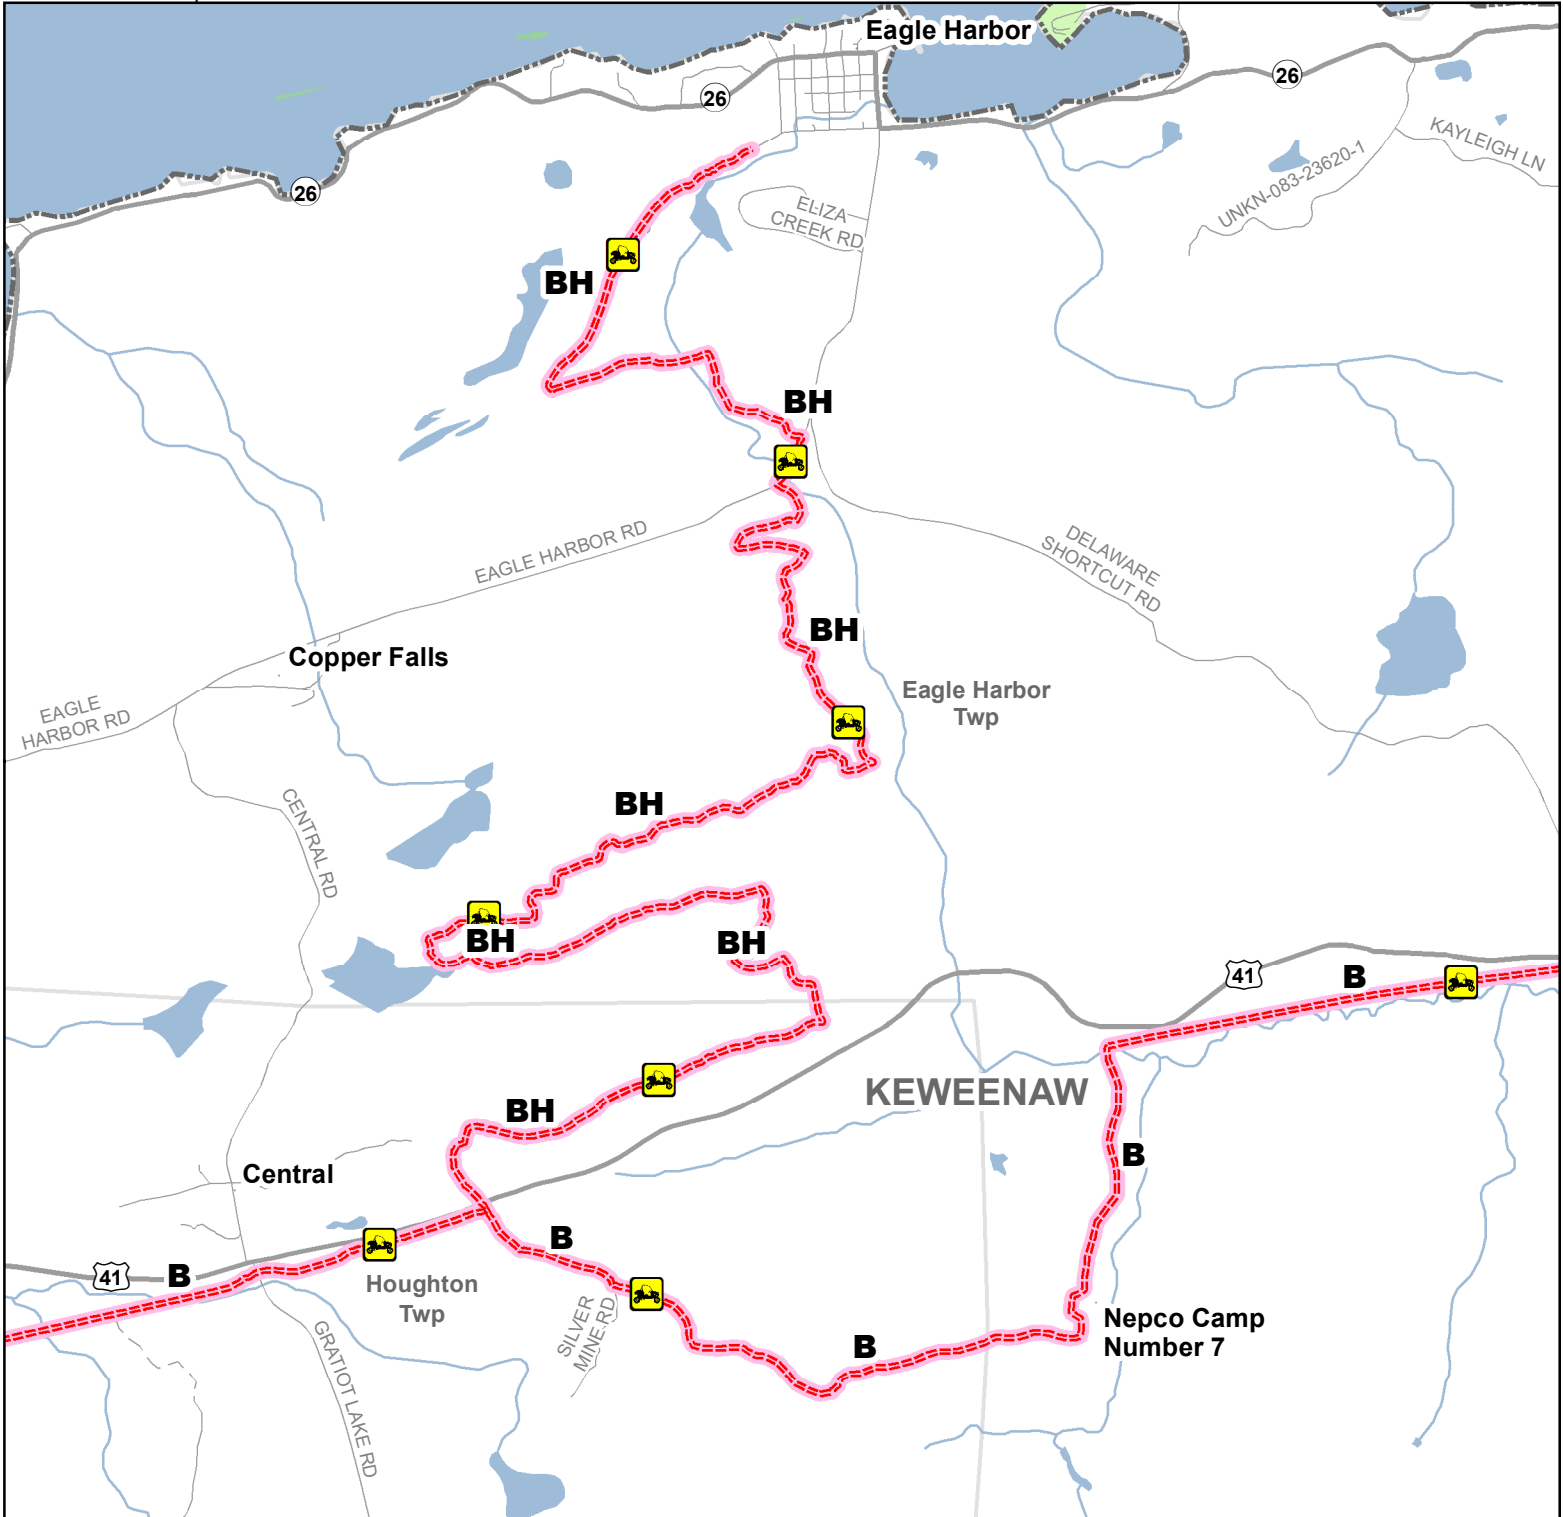 Eagle Harbor
26
26
26
KAYLEIGH LN
UNKN-083-23620-1
ELIZA
CREEK RD
BH
BH
EAGLE HARBOR RD
DELAWARE
SHORTCUT RD
BH
Copper Falls
Eagle Harbor
Twp
EAGLE
HARBOR RD
CENTRAL RD
BH
BH
BH
41
B
KEWEENAW
BH
B
Central
B
41
B
Houghton
Twp
SILVER
MINE RD
Nepco Camp
Number 7
B
GRATIOT LAKE RD